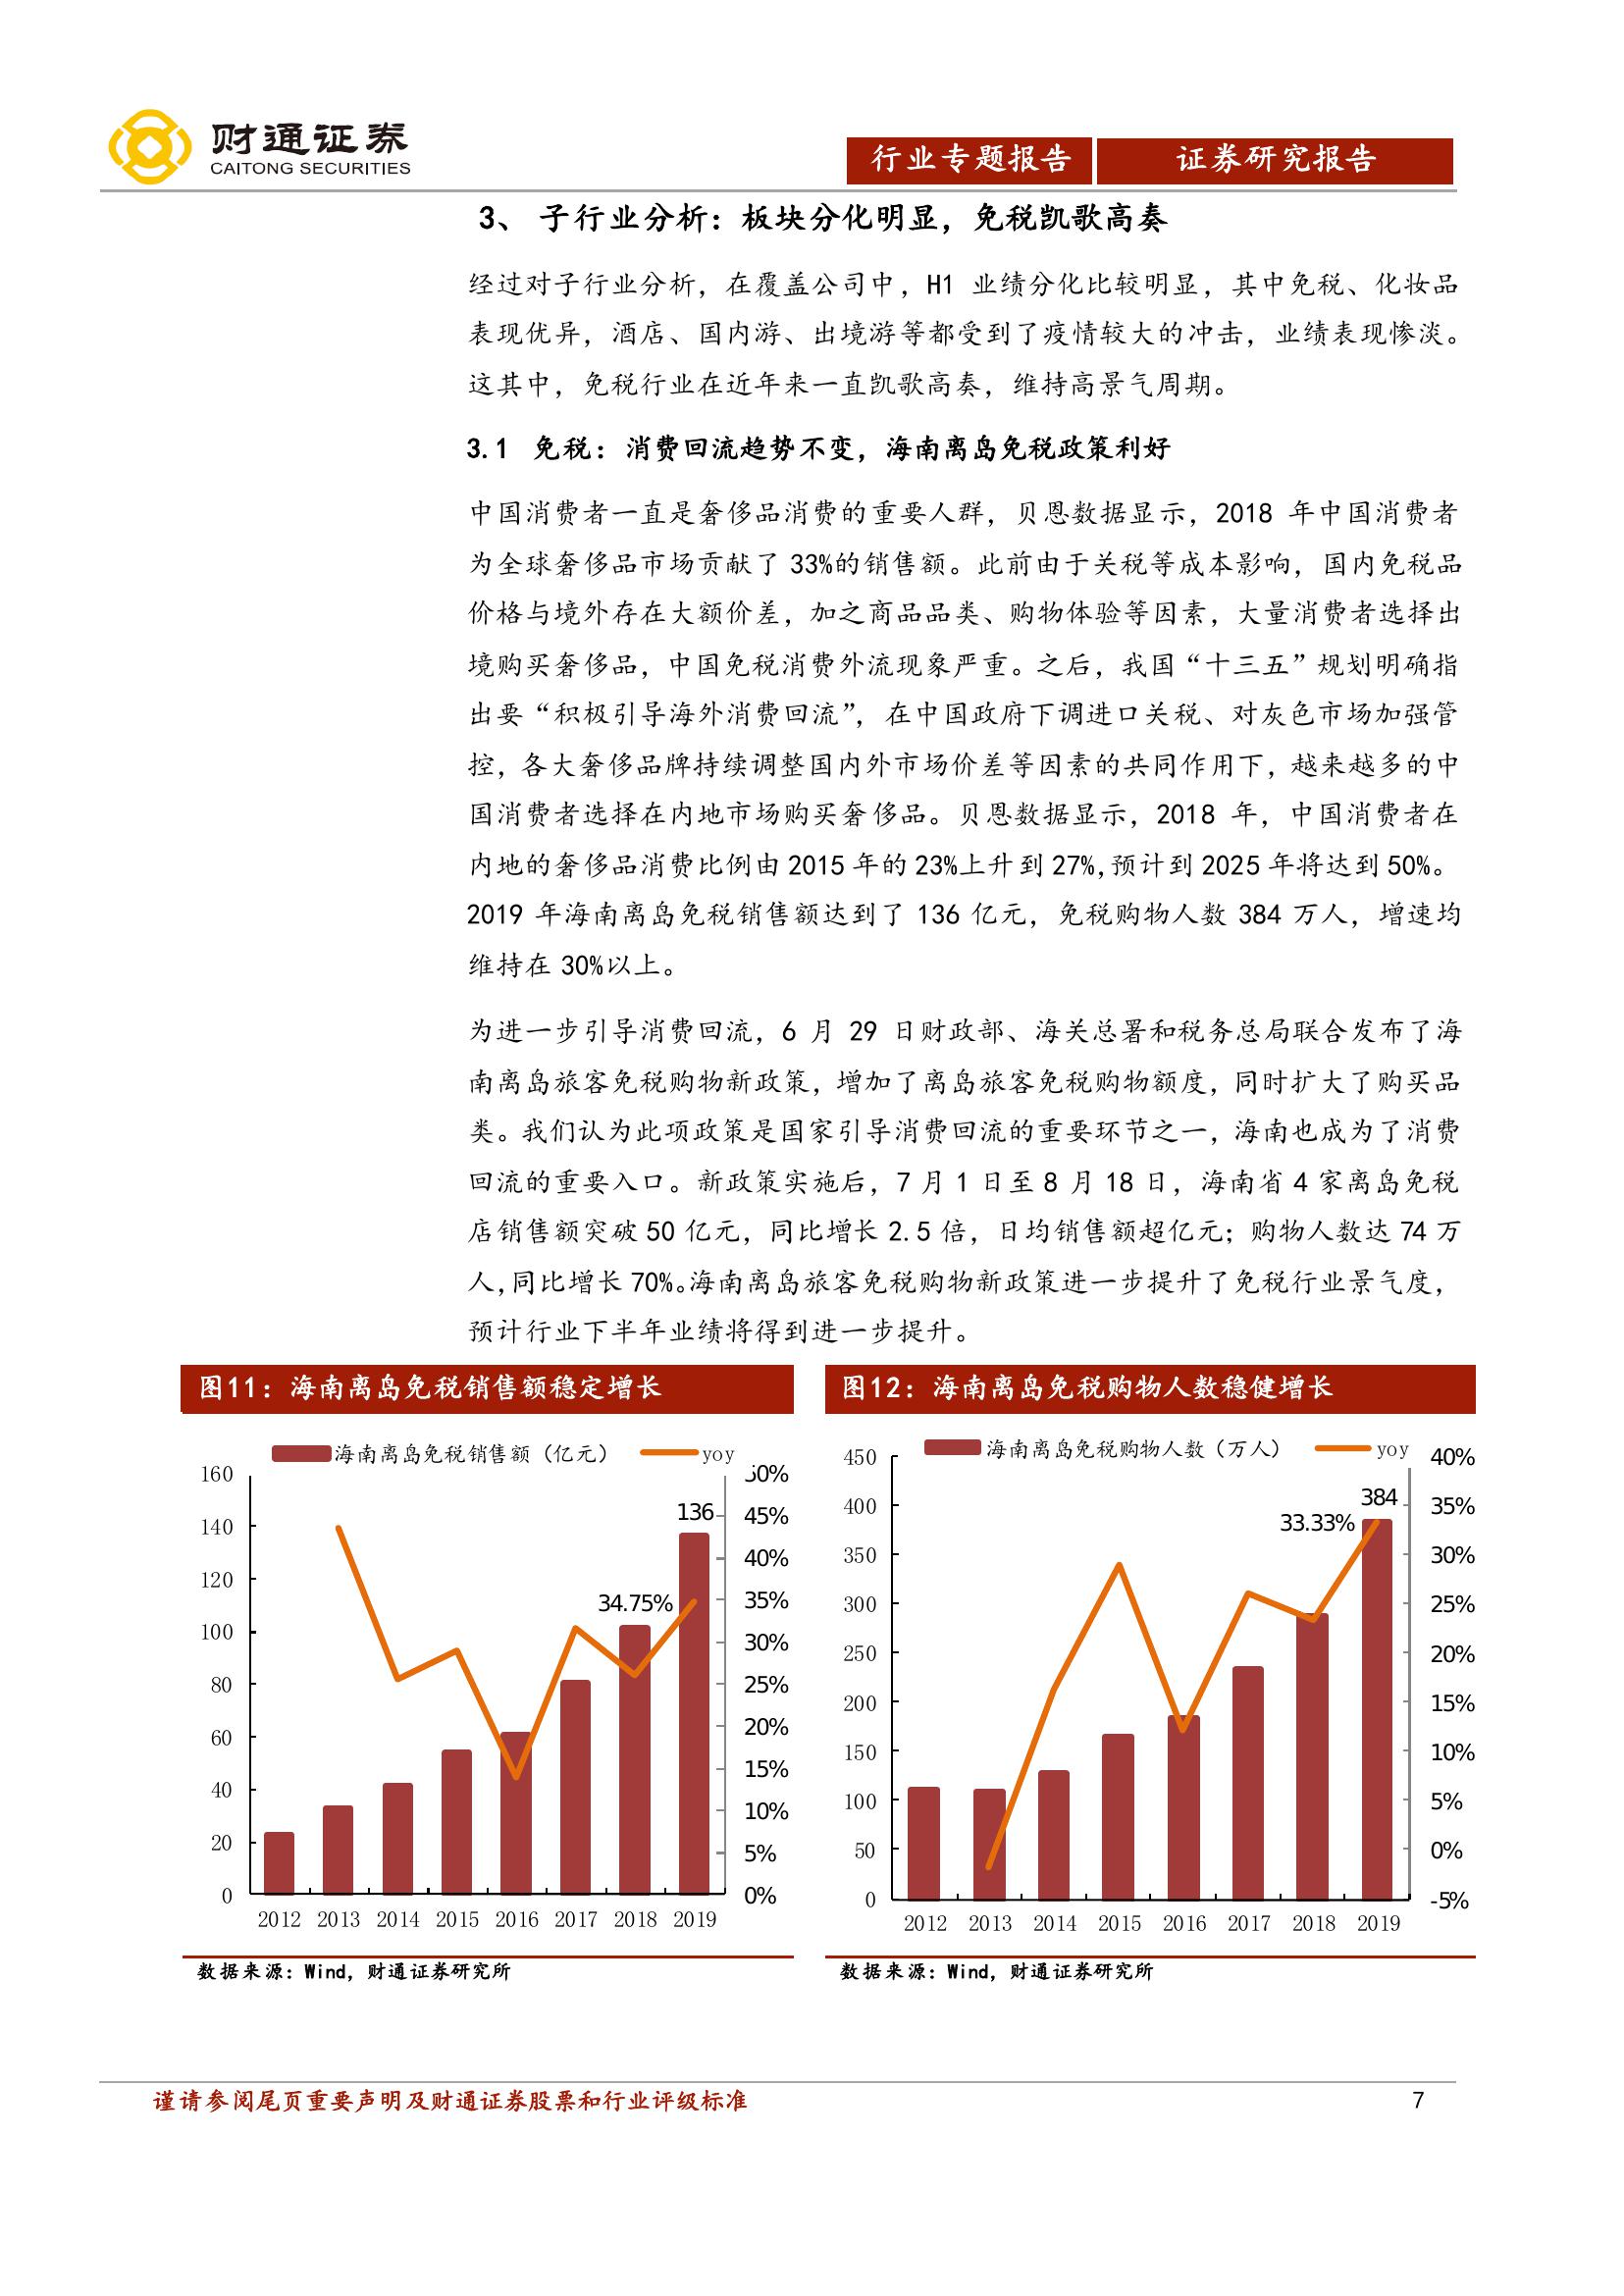 财通证券
CAITONG SECURITIES
行业专题报告
证券研究报告
3、 子行业分析：板块分化明显，免税凯歌高奏
经过对子行业分析，在覆盖公司中，H1 业绩分化比较明显，其中免税、化妆品
表现优异，酒店、国内游、出境游等都受到了疫情较大的冲击，业绩表现惨淡。
这其中，免税行业在近年来一直凯歌高奏，维持高景气周期。
3.1 免税：消费回流趋势不变，海南离岛免税政策利好
中国消费者一直是奢侈品消费的重要人群，贝恩数据显示，2018 年中国消费者
为全球奢侈品市场贡献了 33%的销售额。此前由于关税等成本影响，国内免税品
价格与境外存在大额价差，加之商品品类、购物体验等因素，大量消费者选择出
境购买奢侈品，中国免税消费外流现象严重。之后，我国“十三五”规划明确指
出要“积极引导海外消费回流”，在中国政府下调进口关税、对灰色市场加强管
控，各大奢侈品牌持续调整国内外市场价差等因素的共同作用下，越来越多的中
国消费者选择在内地市场购买奢侈品。贝恩数据显示，2018 年，中国消费者在
内地的奢侈品消费比例由 2015 年的 23%上升到 27%,预计到 2025 年将达到 50%。
2019 年海南离岛免税销售额达到了 136 亿元，免税购物人数 384 万人，增速均
维持在 30%以上。
为进一步引导消费回流，6 月 29 日财政部、海关总署和税务总局联合发布了海
南离岛旅客免税购物新政策，增加了离岛旅客免税购物额度，同时扩大了购买品
类。我们认为此项政策是国家引导消费回流的重要环节之一，海南也成为了消费
回流的重要入口。新政策实施后，7 月 1 日至 8 月 18 日，海南省 4 家离岛免税
店销售额突破 50 亿元，同比增长 2.5 倍，日均销售额超亿元；购物人数达 74 万
人,同比增长 70%。海南离岛旅客免税购物新政策进一步提升了免税行业景气度，
预计行业下半年业绩将得到进一步提升。
图11：海南离岛免税销售额稳定增长
海南离岛免税销售额（亿元） yoy
160 50%
140 45%
120 40%
100 35%
80 30%
60 25%
40 20%
20 15%
0 10%
5%
0%
136
34.75%
2012 2013 2014 2015 2016 2017 2018 2019
数据来源：Wind，财通证券研究所
图12：海南离岛免税购物人数稳健增长
海南离岛免税购物人数（万人） yoy
450 40%
400 35%
350 30%
300 25%
250 20%
200 15%
150 10%
100 5%
50 0%
0 -5%
384
33.33%
2012 2013 2014 2015 2016 2017 2018 2019
数据来源：Wind，财通证券研究所
谨请参阅尾页重要声明及财通证券股票和行业评级标准 7